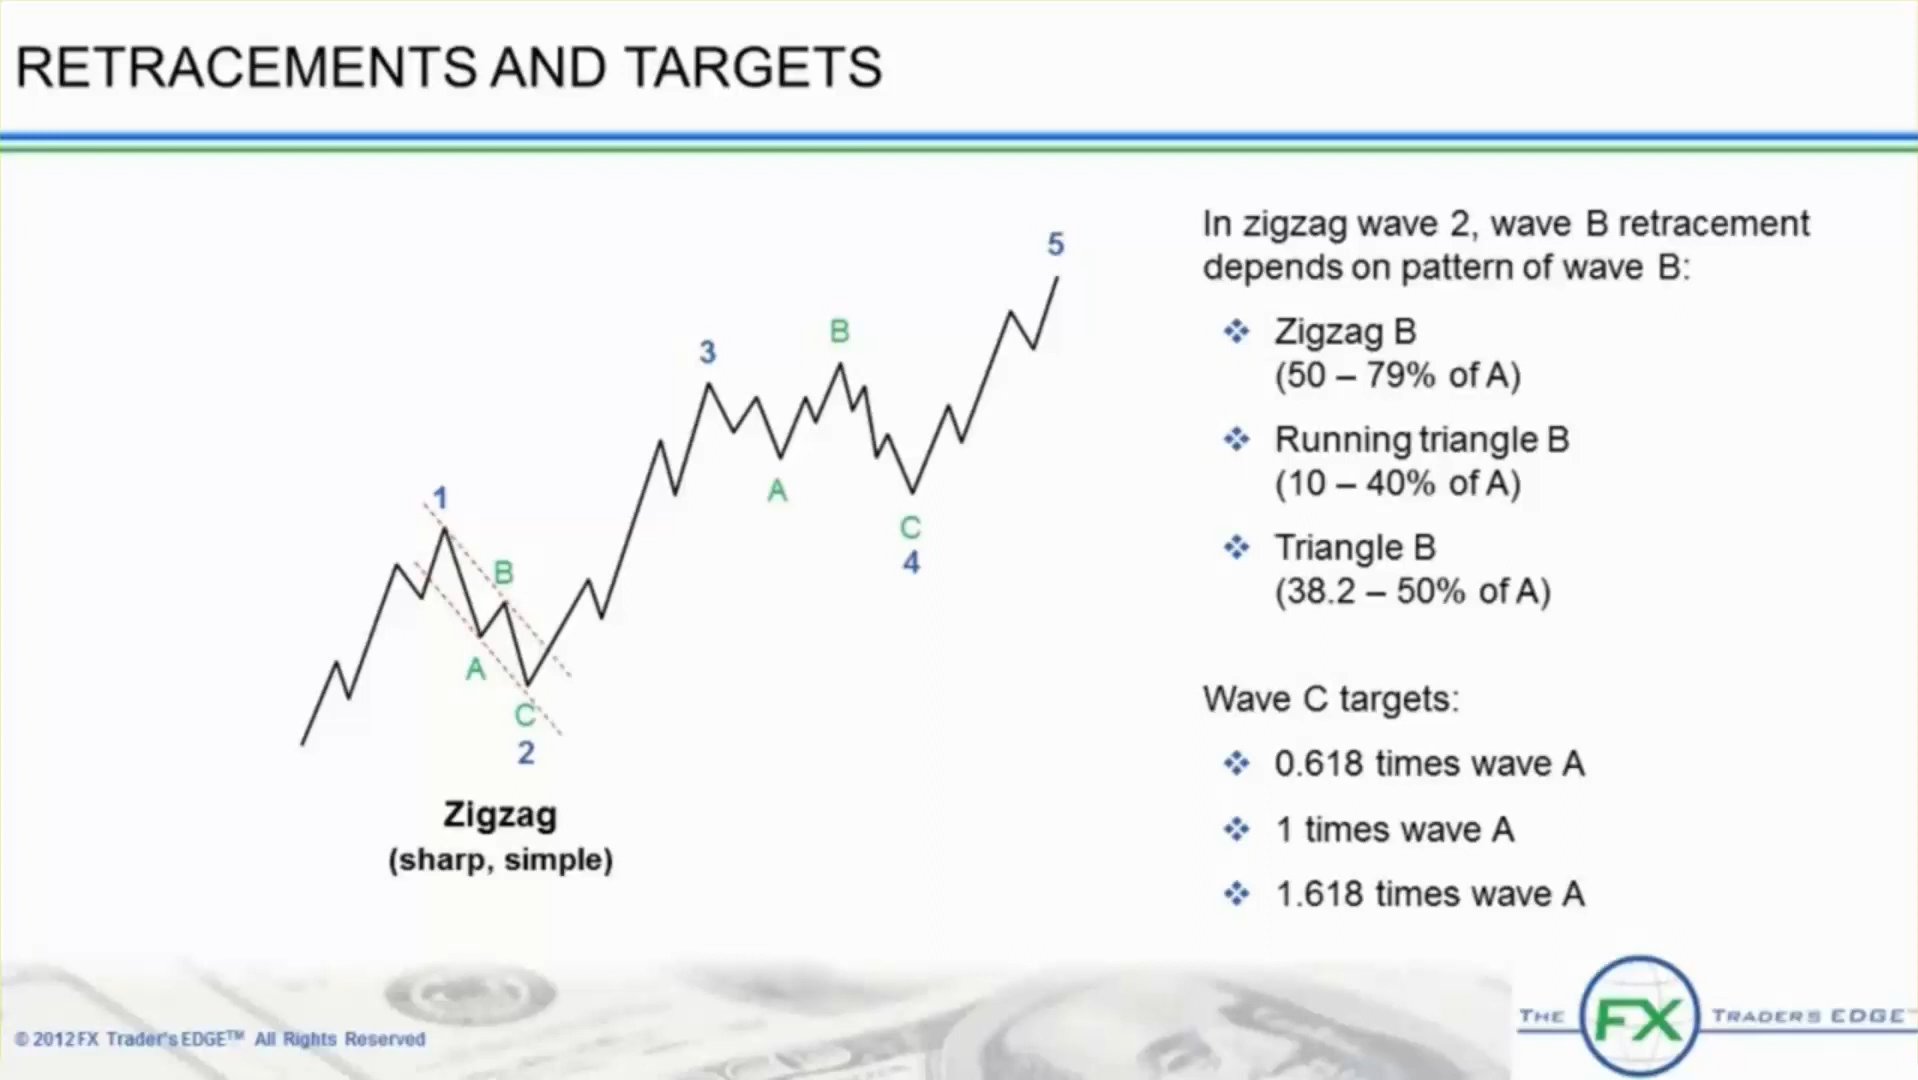 RETRACEMENTS AND TARGETS
5
B
3
A
1
C
4
B
A
C
2
Zigzag
(sharp, simple)
In zigzag wave 2, wave B retracement
depends on pattern of wave B:
Zigzag B
(50 – 79% of A)
Running triangle B
(10 – 40% of A)
Triangle B
(38.2 – 50% of A)
Wave C targets:
0.618 times wave A
1 times wave A
1.618 times wave A
© 2012 FX Trader's EDGE™ All Rights Reserved
THE FX TRADER'S EDGE™